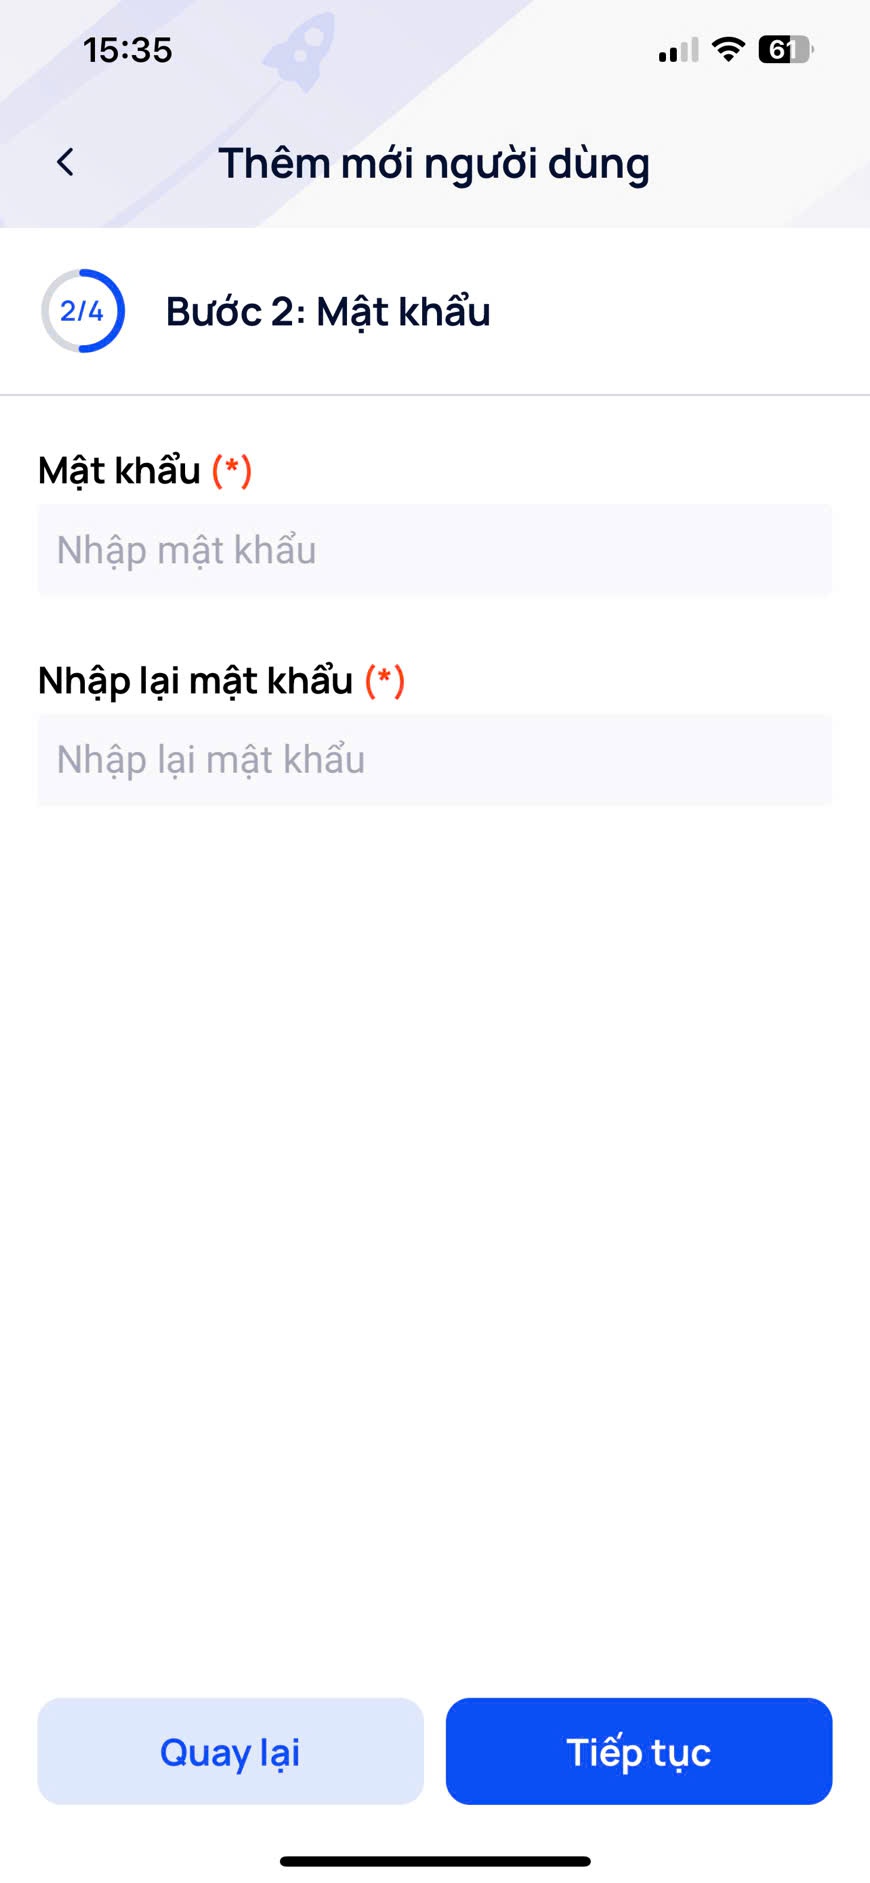 15:35
61
Thêm mới người dùng
2/4
Bước 2: Mật khẩu
Mật khẩu (*)
Nhập mật khẩu
Nhập lại mật khẩu (*)
Nhập lại mật khẩu
Quay lại
Tiếp tục